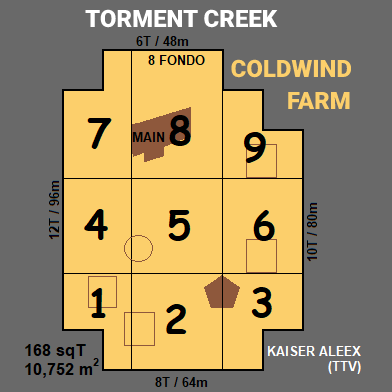 TORMENT CREEK
6T / 48m
8 FONDO
COLDWIND
FARM
7
MAIN 8
9
12T / 96m
4
5
6
10T / 80m
1
2
3
168 sqT
10,752 m²
KAISER ALEEX
(TTV)
8T / 64m